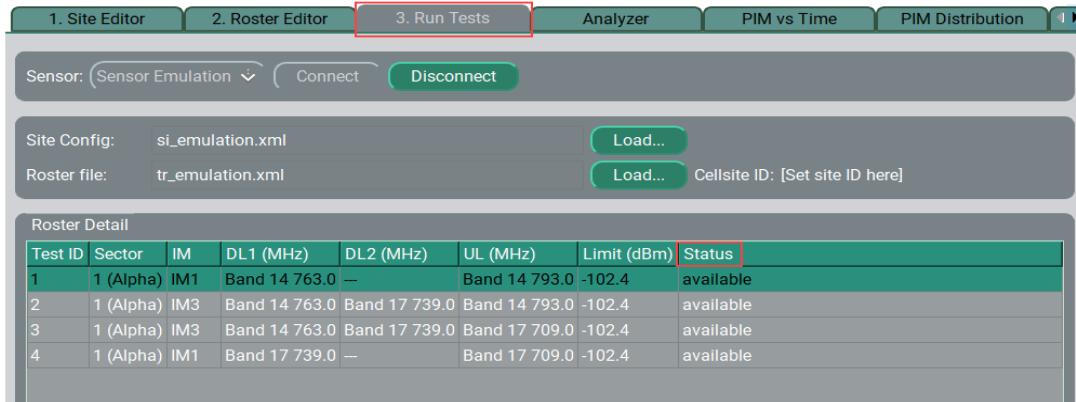 1. Site Editor 2. Roster Editor 3. Run Tests Analyzer PIM vs Time PIM Distribution
Sensor: Sensor Emulation Connect Disconnect
Site Config: si_emulation.xml Load...
Roster file: tr_emulation.xml Load... Cellsite ID: [Set site ID here]
Roster Detail
Test ID Sector IM DL1 (MHz) DL2 (MHz) UL (MHz) Limit (dBm) Status
1 1 (Alpha) IM1 Band 14 763.0 --- Band 14 793.0 -102.4 available
2 1 (Alpha) IM3 Band 14 763.0 Band 17 739.0 Band 14 793.0 -102.4 available
3 1 (Alpha) IM3 Band 14 763.0 Band 17 739.0 Band 17 709.0 -102.4 available
4 1 (Alpha) IM1 Band 17 739.0 --- Band 17 709.0 -102.4 available